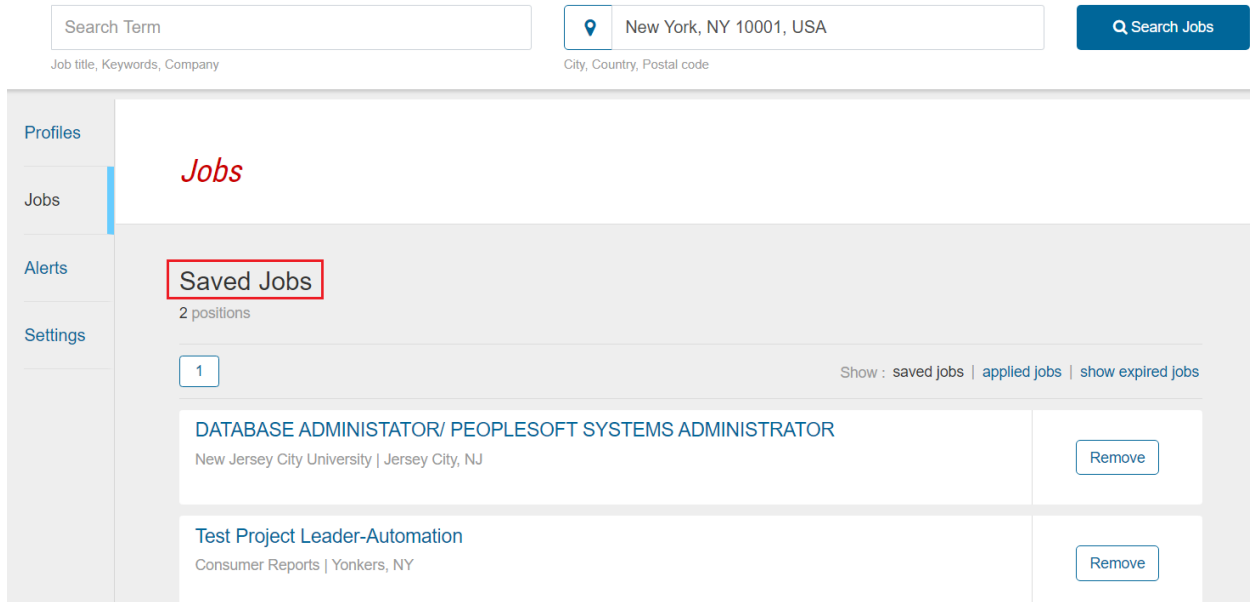 Search Term
New York, NY 10001, USA
Search Jobs
Job title, Keywords, Company
City, Country, Postal code
Profiles
Jobs
Alerts
Settings
Jobs
Saved Jobs
2 positions
1
Show : saved jobs | applied jobs | show expired jobs
DATABASE ADMINISTATOR/ PEOPLESOFT SYSTEMS ADMINISTRATOR
New Jersey City University | Jersey City, NJ
Remove
Test Project Leader-Automation
Consumer Reports | Yonkers, NY
Remove